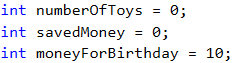 int numberOfToys = 0;
int savedMoney = 0;
int moneyForBirthday = 10;